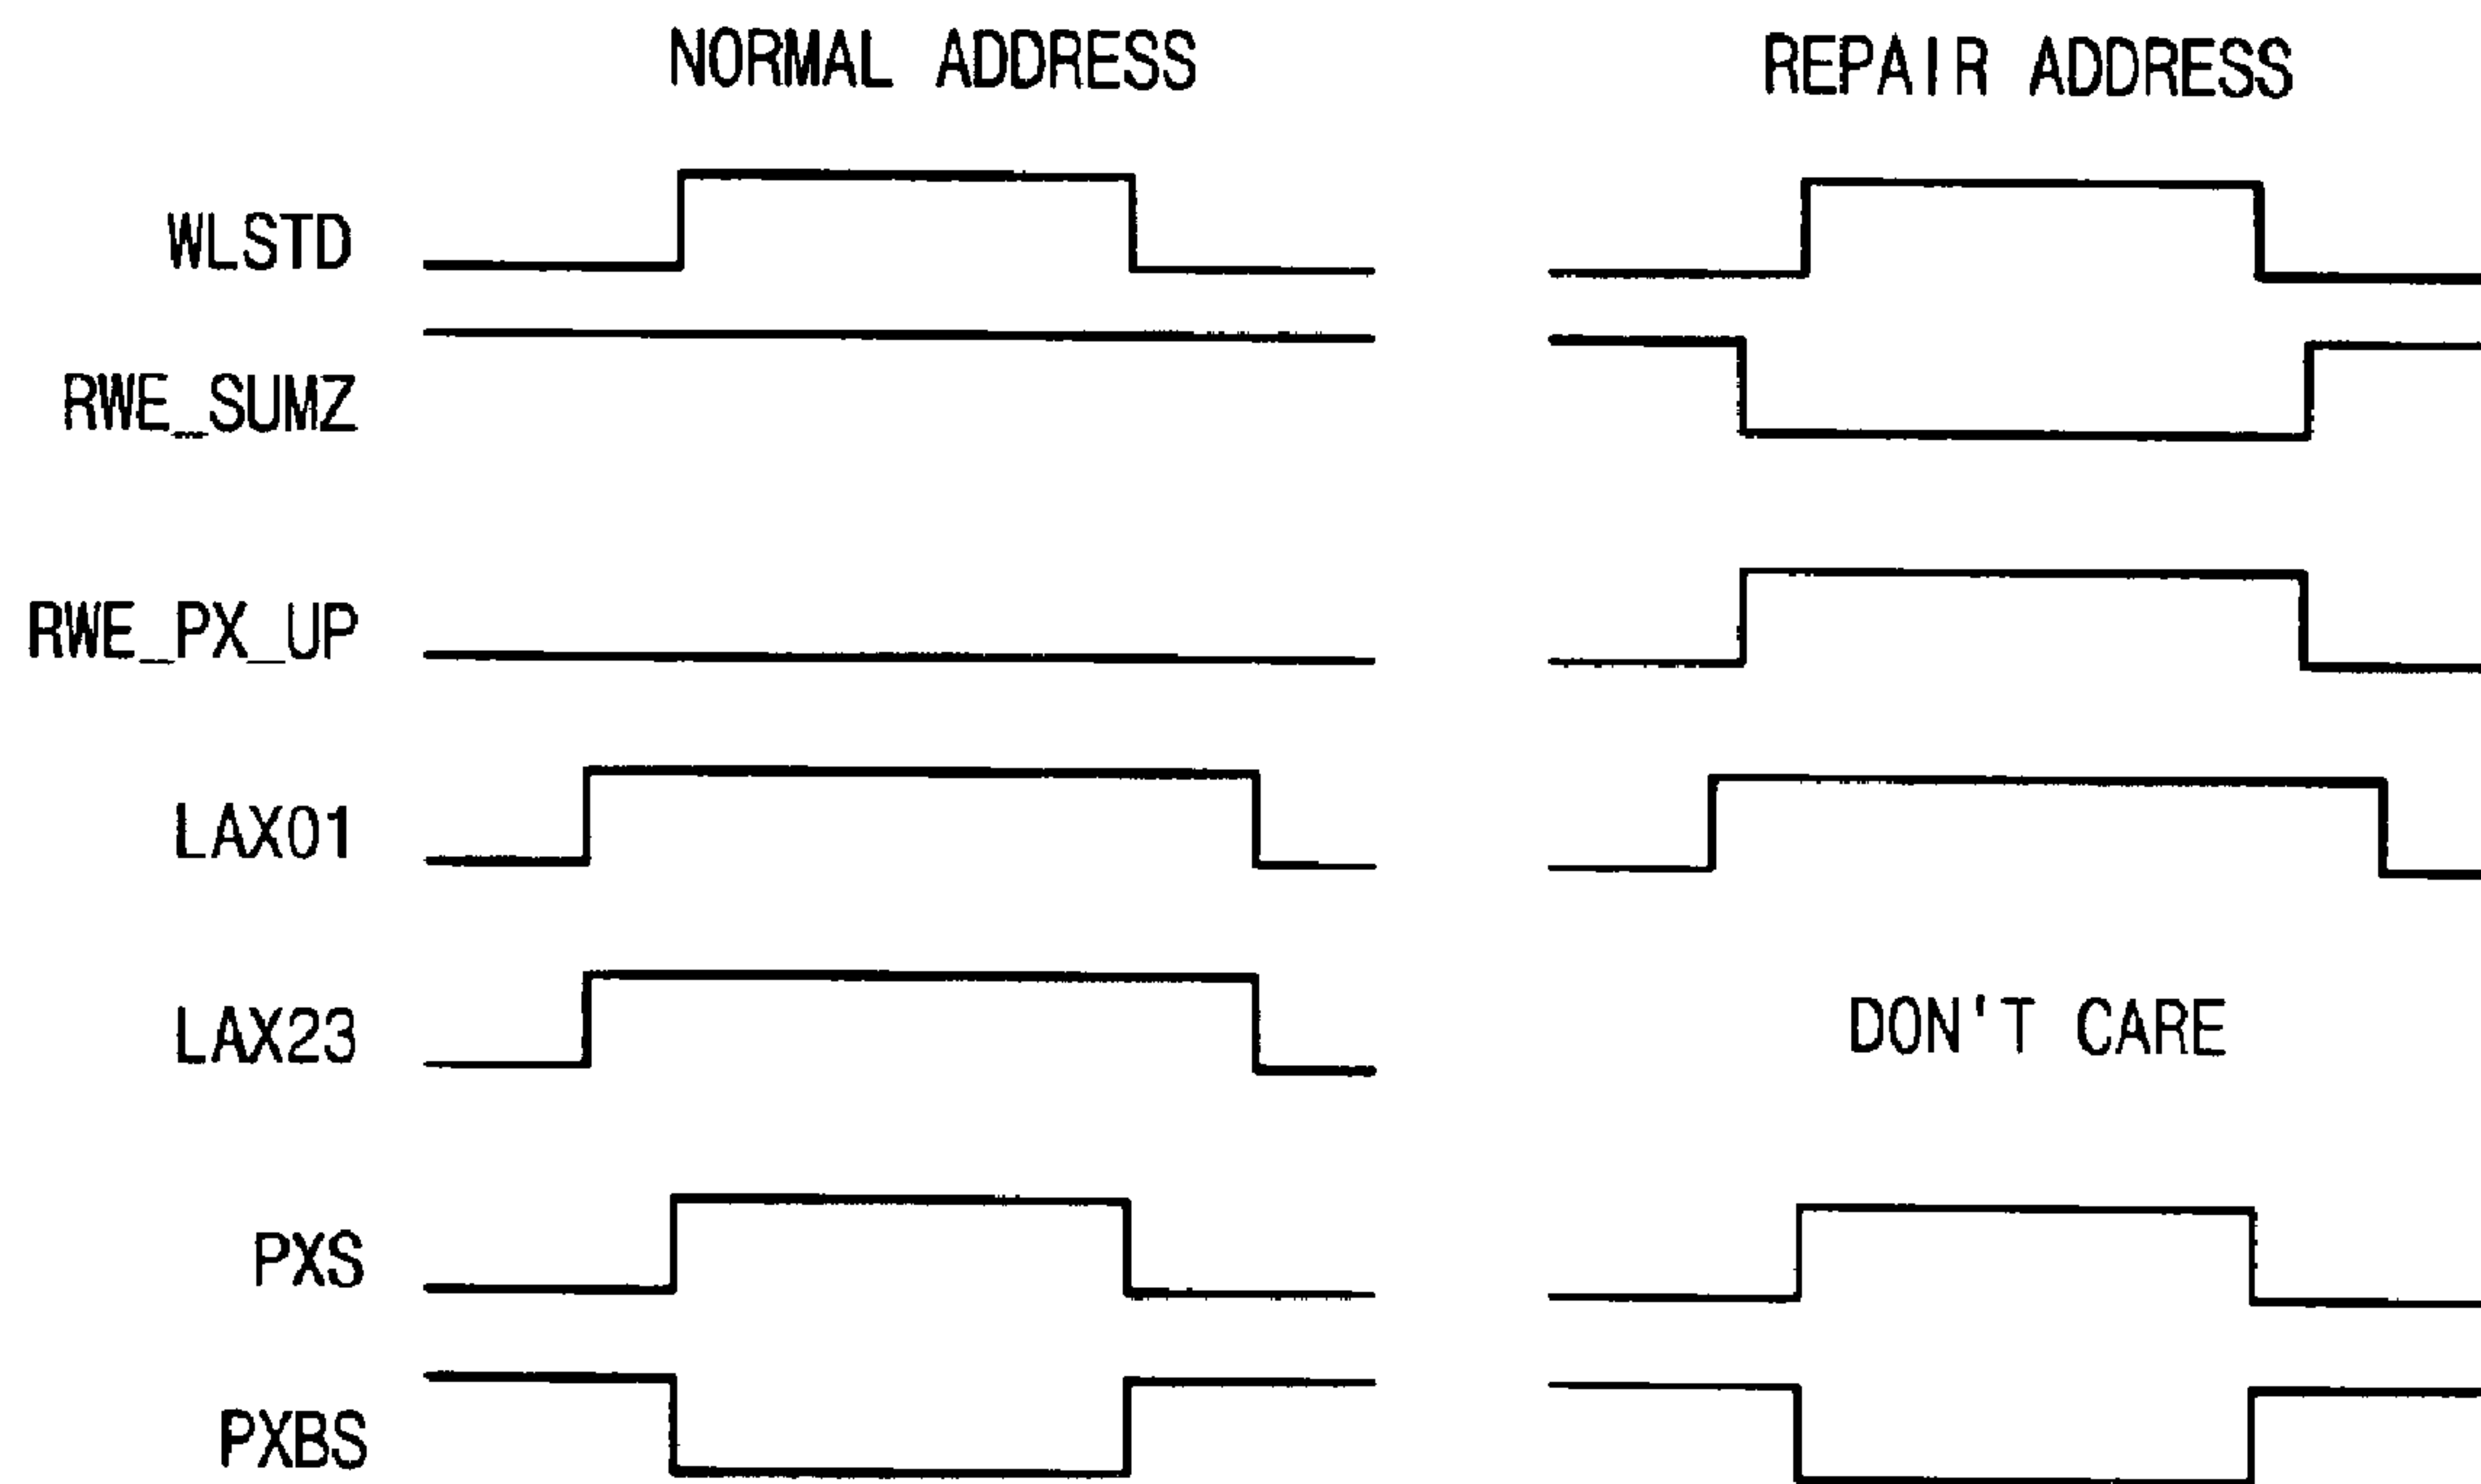 NORMAL ADDRESS
REPAIR ADDRESS
WLSTD
RWE_SUMZ
RWE_PX_UP
LAX01
LAX23
DON'T CARE
PXS
PXBS